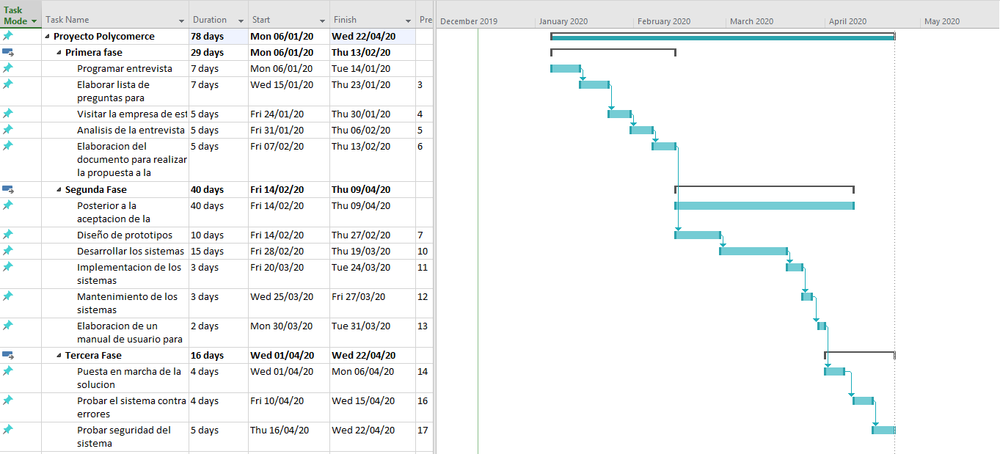 Task Mode Task Name Duration Start Finish Pre December 2019 January 2020 February 2020 March 2020 April 2020 May 2020
Proyecto Polycomerce 78 days Mon 06/01/20 Wed 22/04/20
Primera fase 29 days Mon 06/01/20 Thu 13/02/20
Programar entrevista 7 days Mon 06/01/20 Tue 14/01/20
Elaborar lista de 7 days Wed 15/01/20 Thu 23/01/20 3
preguntas para
Visitar la empresa de est 5 days Fri 24/01/20 Thu 30/01/20 4
Analisis de la entrevista 5 days Fri 31/01/20 Thu 06/02/20 5
Elaboracion del 5 days Fri 07/02/20 Thu 13/02/20 6
documento para realizar
la propuesta a la
Segunda Fase 40 days Fri 14/02/20 Thu 09/04/20
Posterior a la 40 days Fri 14/02/20 Thu 09/04/20
aceptacion de la
Diseño de prototipos 10 days Fri 14/02/20 Thu 27/02/20 7
Desarrollar los sistemas 15 days Fri 28/02/20 Thu 19/03/20 10
Implementacion de los 3 days Fri 20/03/20 Tue 24/03/20 11
sistemas
Mantenimiento de los 3 days Wed 25/03/20 Fri 27/03/20 12
sistemas
Elaboracion de un 2 days Mon 30/03/20 Tue 31/03/20 13
manual de usuario para
Tercera Fase 16 days Wed 01/04/20 Wed 22/04/20
Puesta en marcha de la 4 days Wed 01/04/20 Mon 06/04/20 14
solucion
Probar el sistema contra 4 days Fri 10/04/20 Wed 15/04/20 16
errores
Probar seguridad del 5 days Thu 16/04/20 Wed 22/04/20 17
sistema